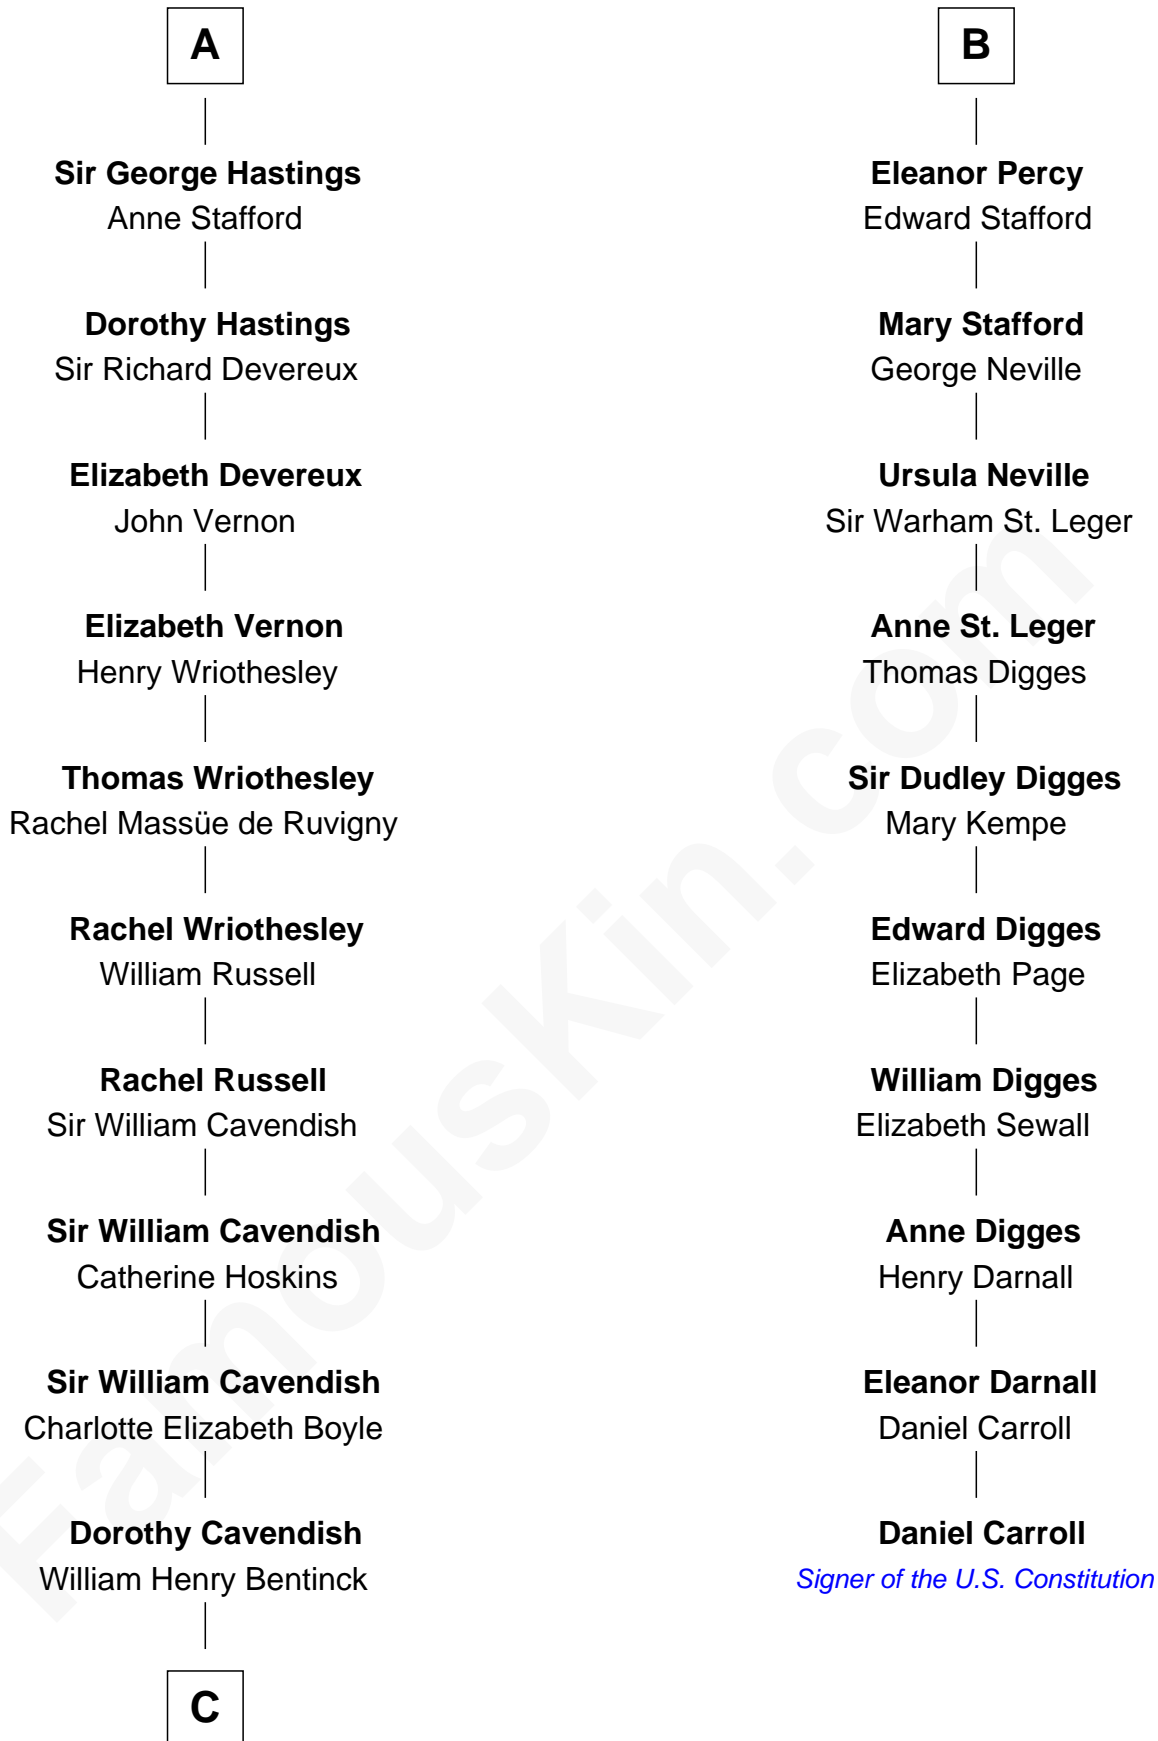 A
Sir George Hastings
Anne Stafford
Dorothy Hastings
Sir Richard Devereux
Elizabeth Devereux
John Vernon
Elizabeth Vernon
Henry Wriothesley
Thomas Wriothesley
Rachel Massüe de Ruvigny
Rachel Wriothesley
William Russell
Rachel Russell
Sir William Cavendish
Sir William Cavendish
Catherine Hoskins
Sir William Cavendish
Charlotte Elizabeth Boyle
Dorothy Cavendish
William Henry Bentinck
C
B
Eleanor Percy
Edward Stafford
Mary Stafford
George Neville
Ursula Neville
Sir Warham St. Leger
Anne St. Leger
Thomas Digges
Sir Dudley Digges
Mary Kempe
Edward Digges
Elizabeth Page
William Digges
Elizabeth Sewall
Anne Digges
Henry Darnall
Eleanor Darnall
Daniel Carroll
Daniel Carroll
Signer of the U.S. Constitution
FamousKin.com